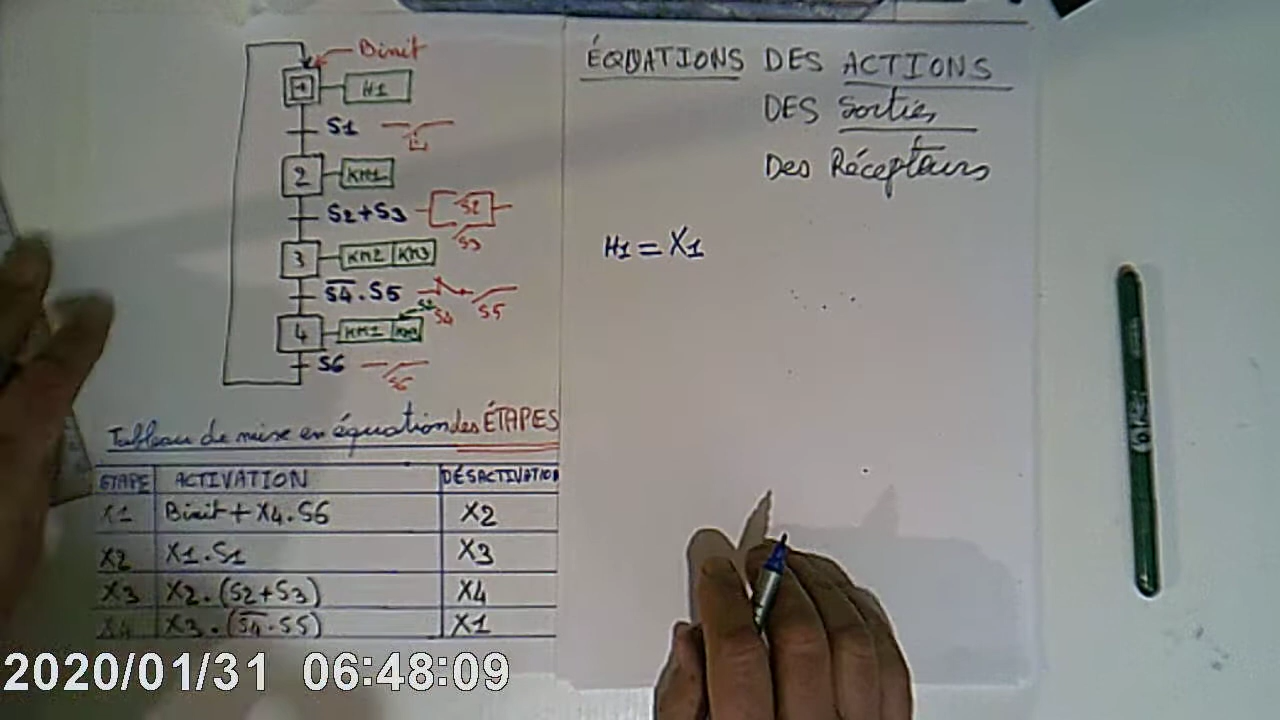 Binit
1 H1
S1
2 KM1
S2+S3 S2
S3
3 KM2 KM3
S4̅.S5
S4 S5
4 KM1
S6
S6
Tableau de mise en équation des ÉTAPES
ETAPE ACTIVATION DÉSACTIVATION
X1 Binit+X4.S6 X2
X2 X1.S1 X3
X3 X2.(S2+S3) X4
X4 X3.(S4̅.S5) X1
ÉQUATIONS DES ACTIONS
DES Sorties
Des Récepteurs
H1=X1
2020/01/31 06:48:09